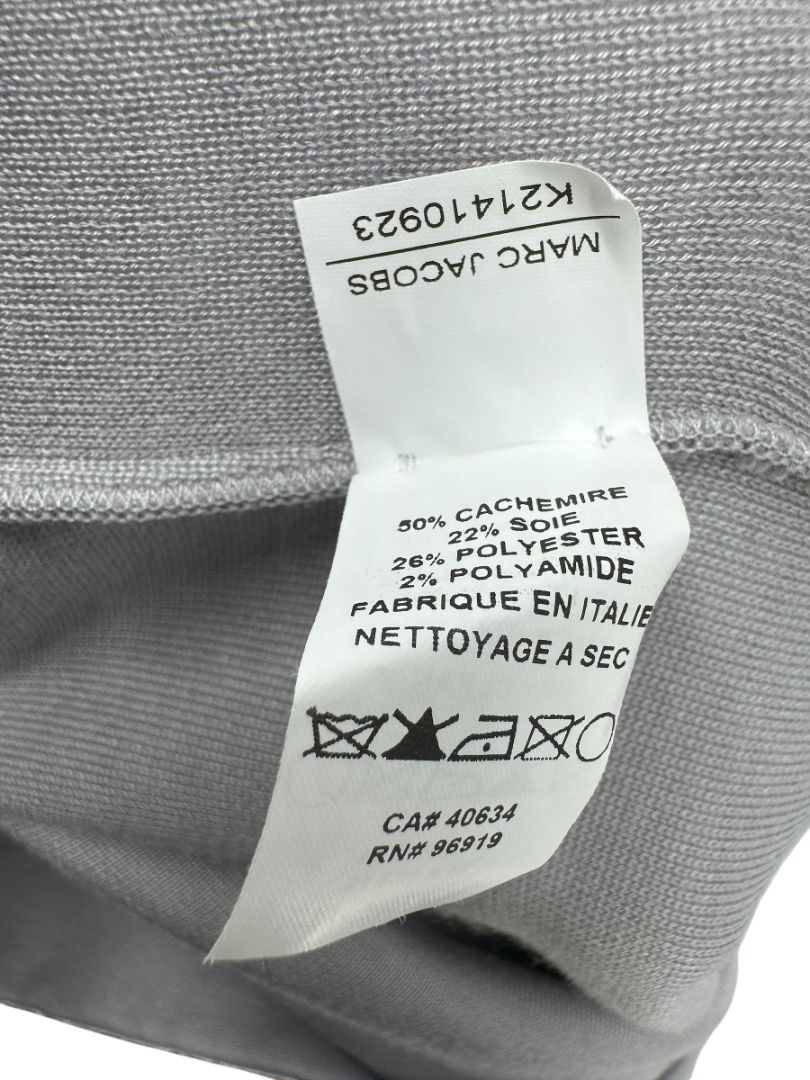 K21410923
MARC JACOBS
50% CACHEMIRE
22% SOIE
26% POLYESTER
2% POLYAMIDE
FABRIQUE EN ITALIE
NETTOYAGE A SEC
CA# 40634
RN# 96919